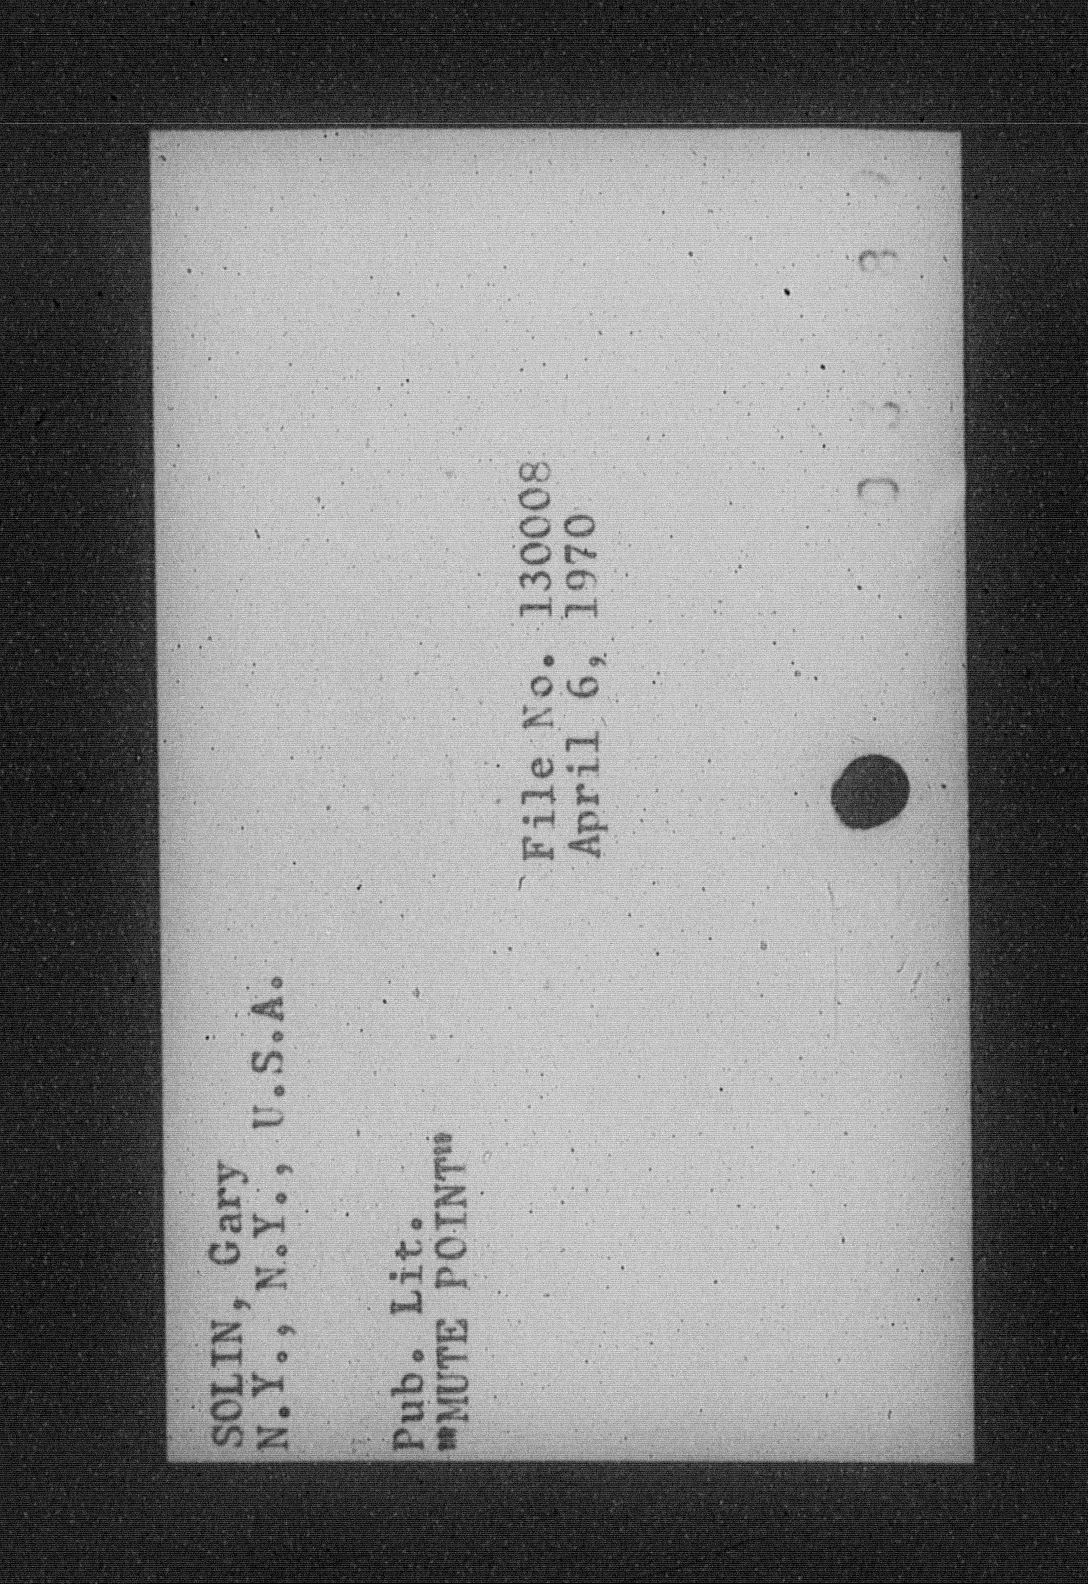 SOLIN, Gary
N.Y., N.Y., U.S.A.
Pub. Lit.
"MUTE POINT"
File No. 130008
April 6, 1970